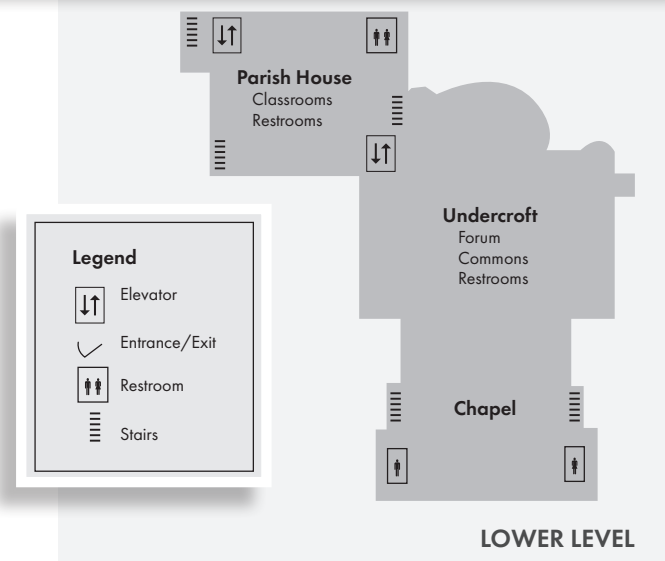 Parish House
Classrooms
Restrooms
Undercroft
Forum
Commons
Restrooms
Legend
Elevator
Entrance/Exit
Restroom
Stairs
Chapel
LOWER LEVEL